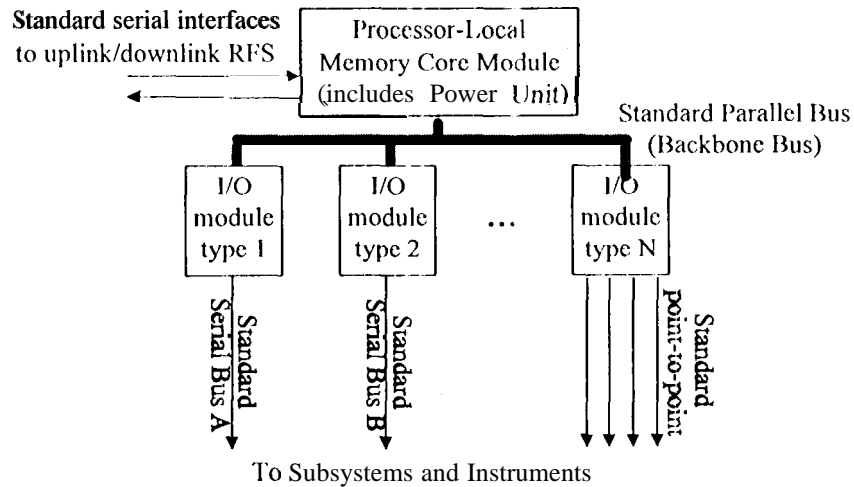 Standard serial interfaces
to uplink/downlink RFS
Processor-Local
Memory Core Module
(includes Power Unit)
Standard Parallel Bus
(Backbone Bus)
I/O
module
type 1
I/O
module
type 2
...
I/O
module
type N
Standard
Serial Bus A
Standard
Serial Bus B
Standard
point-to-point
To Subsystems and Instruments